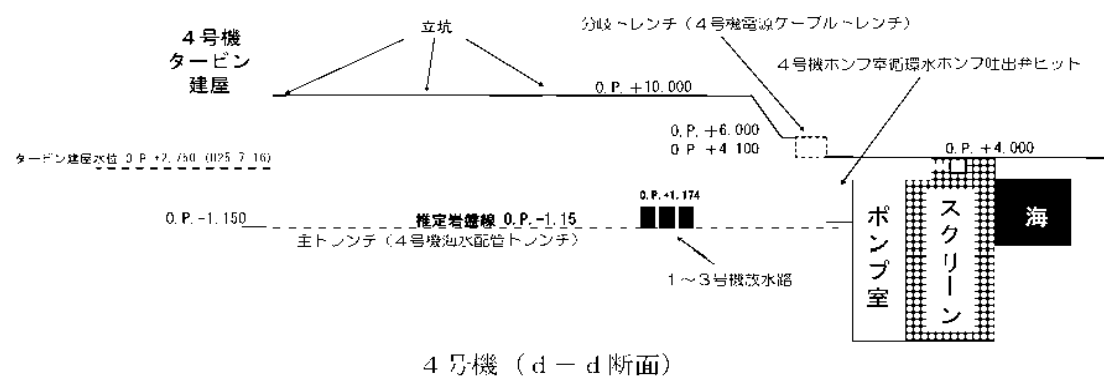 4号機
タービン
建屋
立坑
分岐トレンチ（4号機電源ケーブルトレンチ）
4号機ポンプ室循環水ポンプ吐出弁ピット
O.P. +10.000
O.P. +6.000
O.P. +4.100
O.P. +4.000
タービン建屋水位 O.P.+2.750 (H25.7.16)
O.P.+1.174
O.P.-1.150
推定岩盤線 O.P.-1.15
主トレンチ（4号機海水配管トレンチ）
1～3号機放水路
ポンプ室
スクリーン
海
4号機（d－d断面）